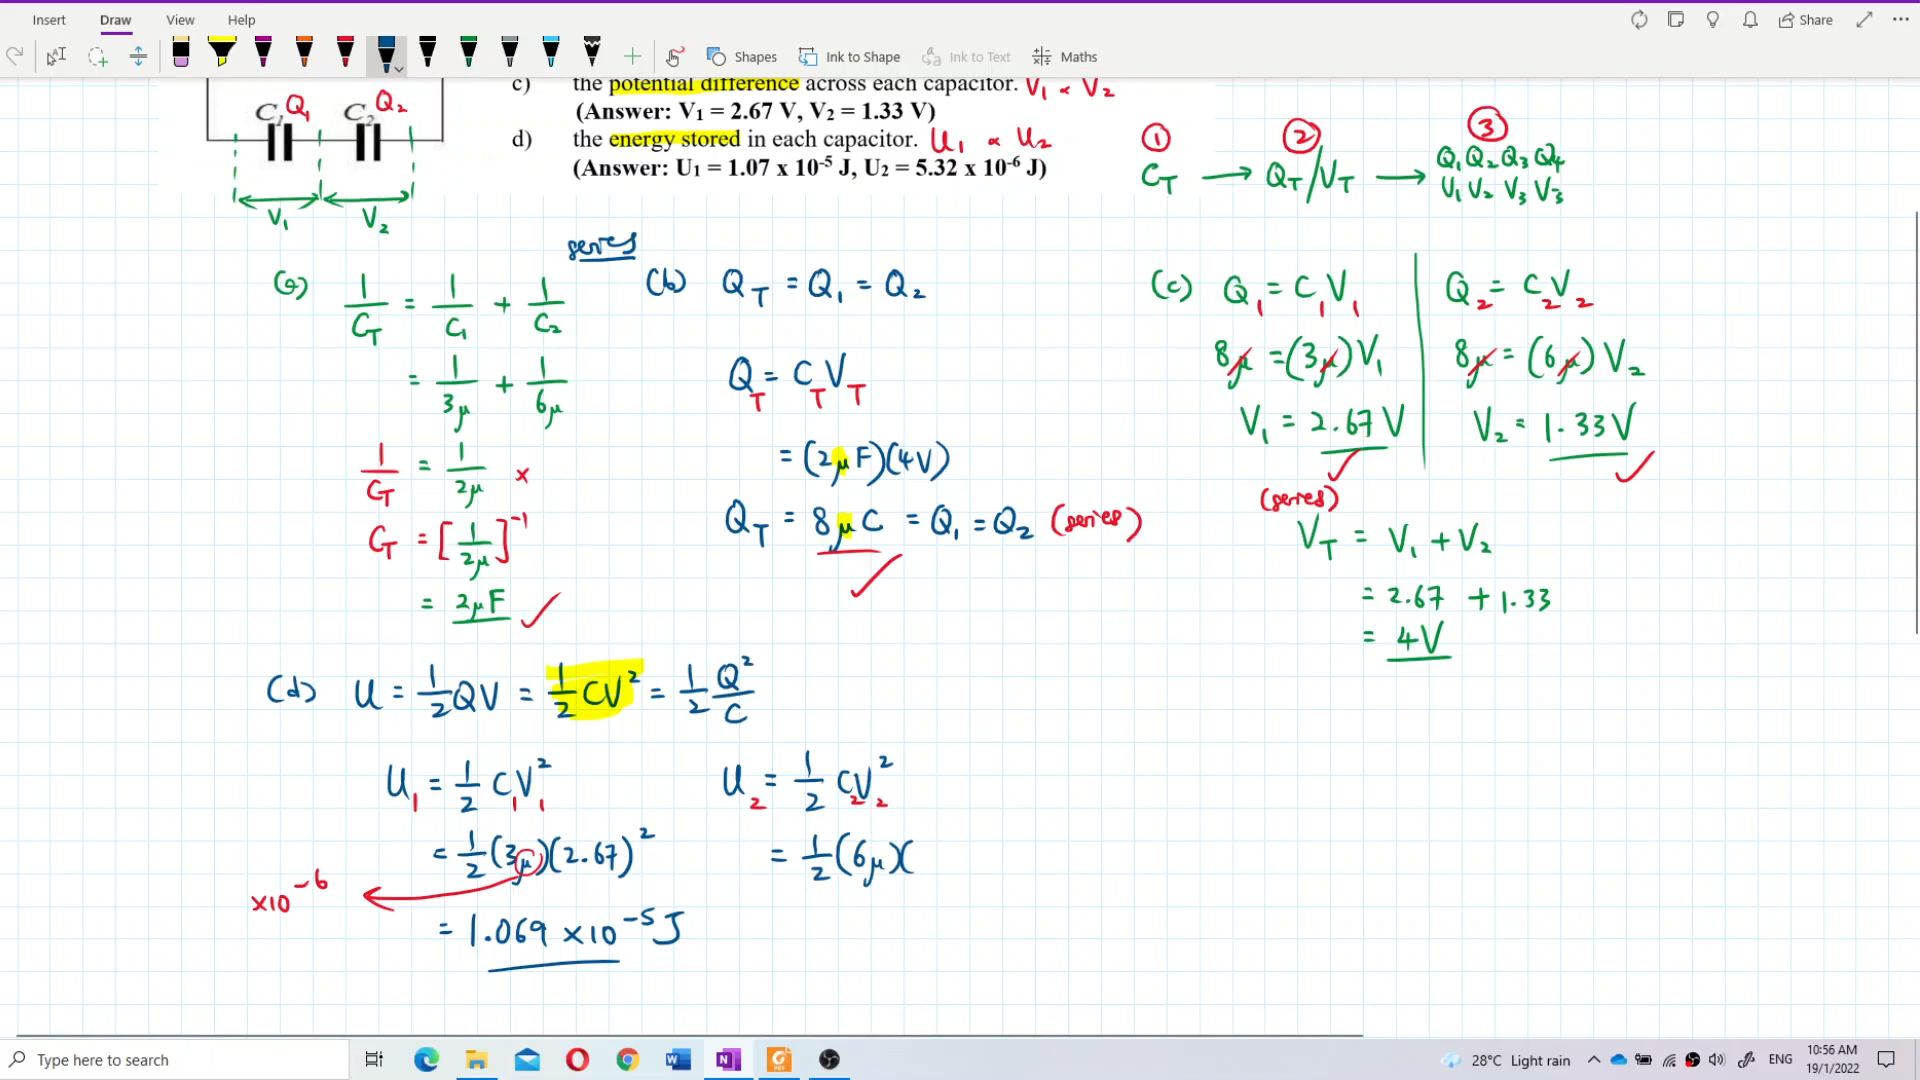 Insert Draw View Help
Share
Shapes Ink to Shape Ink to Text Maths
c) the potential difference across each capacitor. V₁ ∝ V₂
(Answer: V₁ = 2.67 V, V₂ = 1.33 V)
d) the energy stored in each capacitor. U₁ ∝ U₂
(Answer: U₁ = 1.07 x 10⁻⁵ J, U₂ = 5.32 x 10⁻⁶ J)
C₁ Q₁ C₂ Q₂
V₁ V₂
① ② ③
C_T → Q_T/V_T → Q₁ Q₂ Q₃ Q₄
V₁ V₂ V₃ V₃
(a) 1/C_T = 1/C₁ + 1/C₂
= 1/3μ + 1/6μ
1/C_T = 1/2μ ×
C_T = [1/2μ]⁻¹
= 2μF ✓
series
(b) Q_T = Q₁ = Q₂
Q_T = C_T V_T
= (2μF)(4V)
Q_T = 8μC = Q₁ = Q₂ (series)
✓
(c) Q₁ = C₁V₁
8μ = (3μ)V₁
V₁ = 2.67 V
✓
Q₂ = C₂V₂
8μ = (6μ)V₂
V₂ = 1.33V
✓
(series)
V_T = V₁ + V₂
= 2.67 + 1.33
= 4V
(d) U = ½QV = ½CV² = ½ Q²/C
U₁ = ½ C₁V₁²
= ½(3μ)(2.67)²
×10⁻⁶
= 1.069 ×10⁻⁵ J
U₂ = ½ C₂V₂²
= ½(6μ)(
Type here to search
28°C Light rain
ENG
10:56 AM
19/1/2022